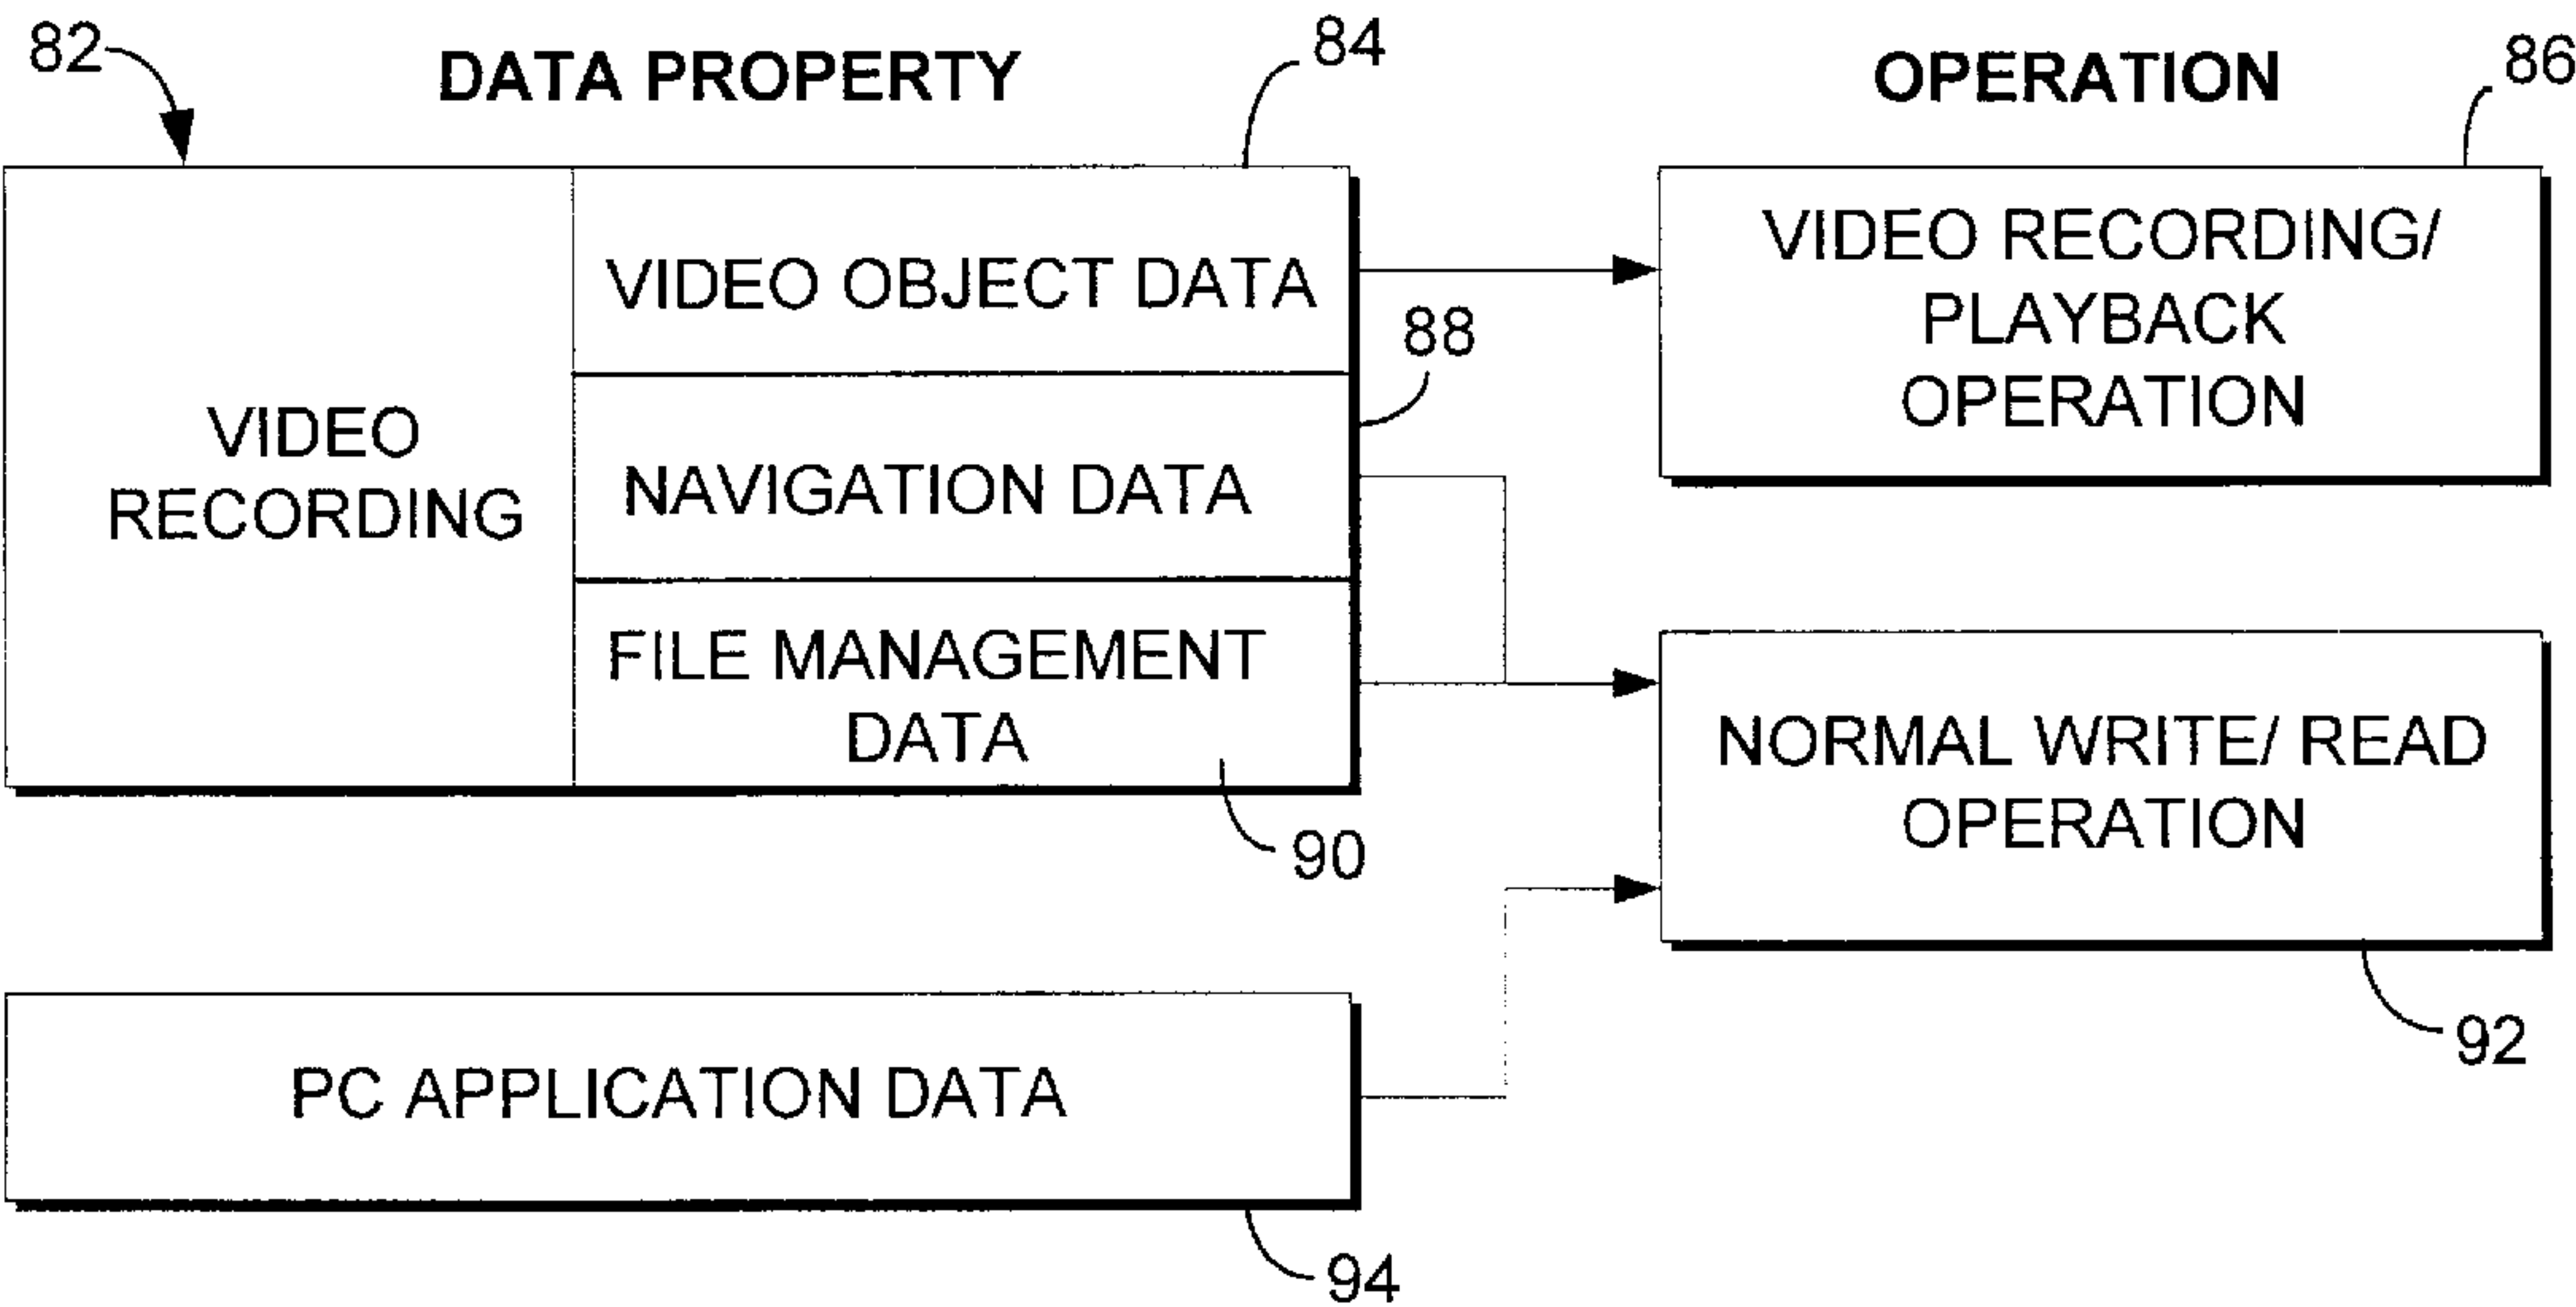 82
DATA PROPERTY
84
OPERATION
86
VIDEO
RECORDING
VIDEO OBJECT DATA
88
NAVIGATION DATA
FILE MANAGEMENT
DATA
90
VIDEO RECORDING/
PLAYBACK
OPERATION
NORMAL WRITE/ READ
OPERATION
92
PC APPLICATION DATA
94